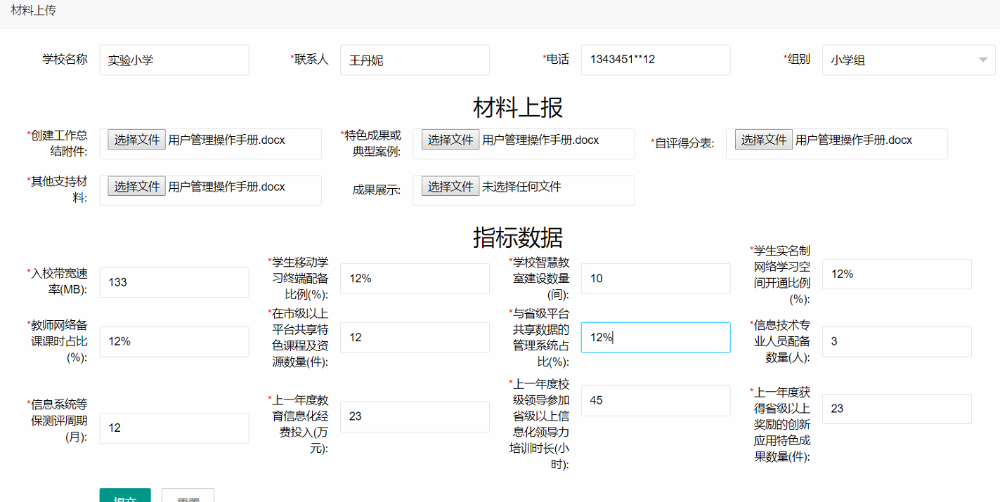 材料上传
学校名称 实验小学 *联系人 王丹妮 *电话 1343451**12 *组别 小学组
材料上报
*创建工作总
结附件: 选择文件 用户管理操作手册.docx
*特色成果或
典型案例: 选择文件 用户管理操作手册.docx
*自评得分表: 选择文件 用户管理操作手册.docx
*其他支持材
料: 选择文件 用户管理操作手册.docx
成果展示: 选择文件 未选择任何文件
指标数据
*入校带宽速
率(MB): 133
*学生移动学
习终端配备
比例(%): 12%
*学校智慧教
室建设数量
(间): 10
*学生实名制
网络学习空
间开通比例
(%): 12%
*教师网络备
课课时占比
(%): 12%
*在市级以上
平台共享特
色课程及资
源数量(件): 12
*与省级平台
共享数据的
管理系统占
比(%): 12%
*信息技术专
业人员配备
数量(人): 3
*信息系统等
保测评周期
(月): 12
*上一年度教
育信息化经
费投入(万
元): 23
*上一年度校
级领导参加
省级以上信
息化领导力
培训时长(小
时): 45
*上一年度获
得省级以上
奖励的创新
应用特色成
果数量(件): 23
提交 重置